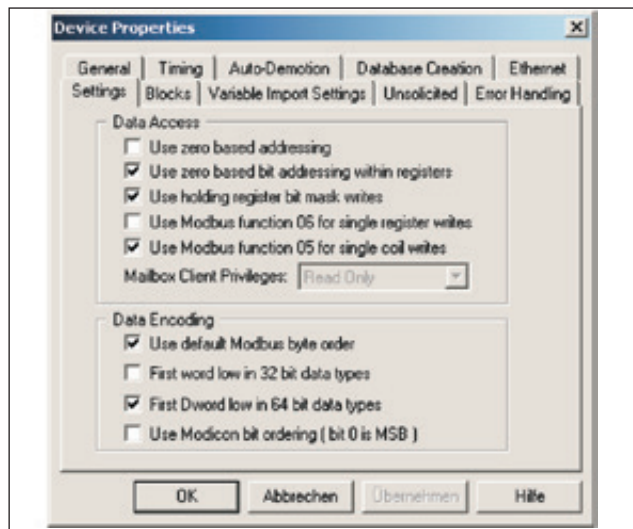 Device Properties
General Timing Auto-Demotion Database Creation Ethernet
Settings Blocks Variable Import Settings Unsolicited Error Handling
Data Access
Use zero based addressing
Use zero based bit addressing within registers
Use holding register bit mask writes
Use Modbus function 06 for single register writes
Use Modbus function 05 for single coil writes
Mailbox Client Privileges: Read Only
Data Encoding
Use default Modbus byte order
First word low in 32 bit data types
First Dword low in 64 bit data types
Use Modicon bit ordering ( bit 0 is MSB )
OK Abbrechen Übernehmen Hilfe